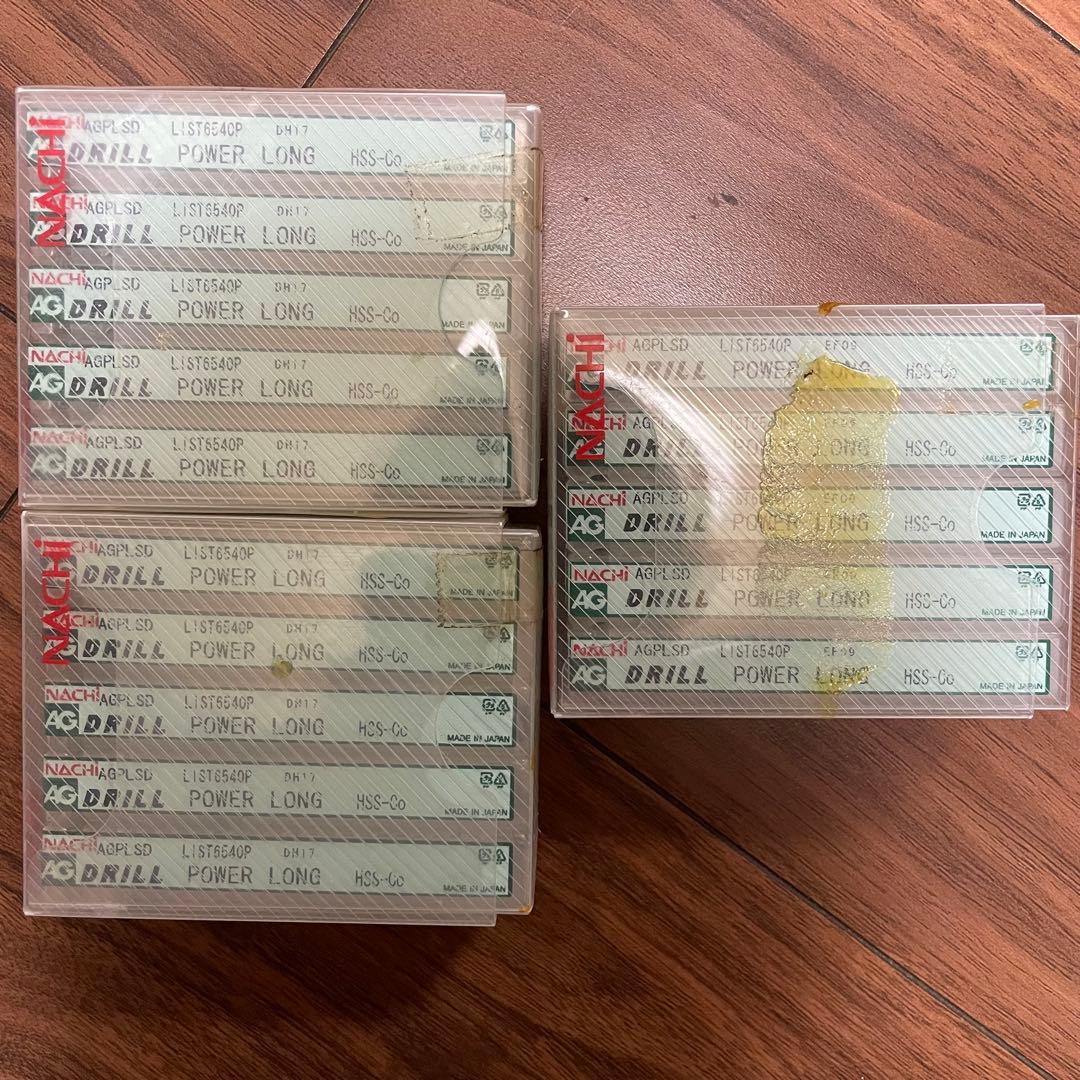 NACHI
NACHI AGPLSD LIST6540P DH17
AG DRILL POWER LONG HSS-Co
MADE IN JAPAN
NACHI AGPLSD LIST6540P DH17
AG DRILL POWER LONG HSS-Co
MADE IN JAPAN
NACHI AGPLSD LIST6540P DH17
AG DRILL POWER LONG HSS-Co
MADE IN JAPAN
NACHI AGPLSD LIST6540P DH17
AG DRILL POWER LONG HSS-Co
MADE IN JAPAN
NACHI AGPLSD LIST6540P DH17
AG DRILL POWER LONG HSS-Co
MADE IN JAPAN
NACHI
NACHI AGPLSD LIST6540P DH17
AG DRILL POWER LONG HSS-Co
MADE IN JAPAN
NACHI AGPLSD LIST6540P DH17
AG DRILL POWER LONG HSS-Co
MADE IN JAPAN
NACHI AGPLSD LIST6540P DH17
AG DRILL POWER LONG HSS-Co
MADE IN JAPAN
NACHI AGPLSD LIST6540P DH17
AG DRILL POWER LONG HSS-Co
MADE IN JAPAN
NACHI AGPLSD LIST6540P DH17
AG DRILL POWER LONG HSS-Co
MADE IN JAPAN
NACHI
NACHI AGPLSD LIST6540P EF09
AG DRILL POWER LONG HSS-Co
MADE IN JAPAN
NACHI AGPLSD LIST6540P EF09
AG DRILL POWER LONG HSS-Co
MADE IN JAPAN
NACHI AGPLSD LIST6540P EF09
AG DRILL POWER LONG HSS-Co
MADE IN JAPAN
NACHI AGPLSD LIST6540P EF09
AG DRILL POWER LONG HSS-Co
MADE IN JAPAN
NACHI AGPLSD LIST6540P EF09
AG DRILL POWER LONG HSS-Co
MADE IN JAPAN